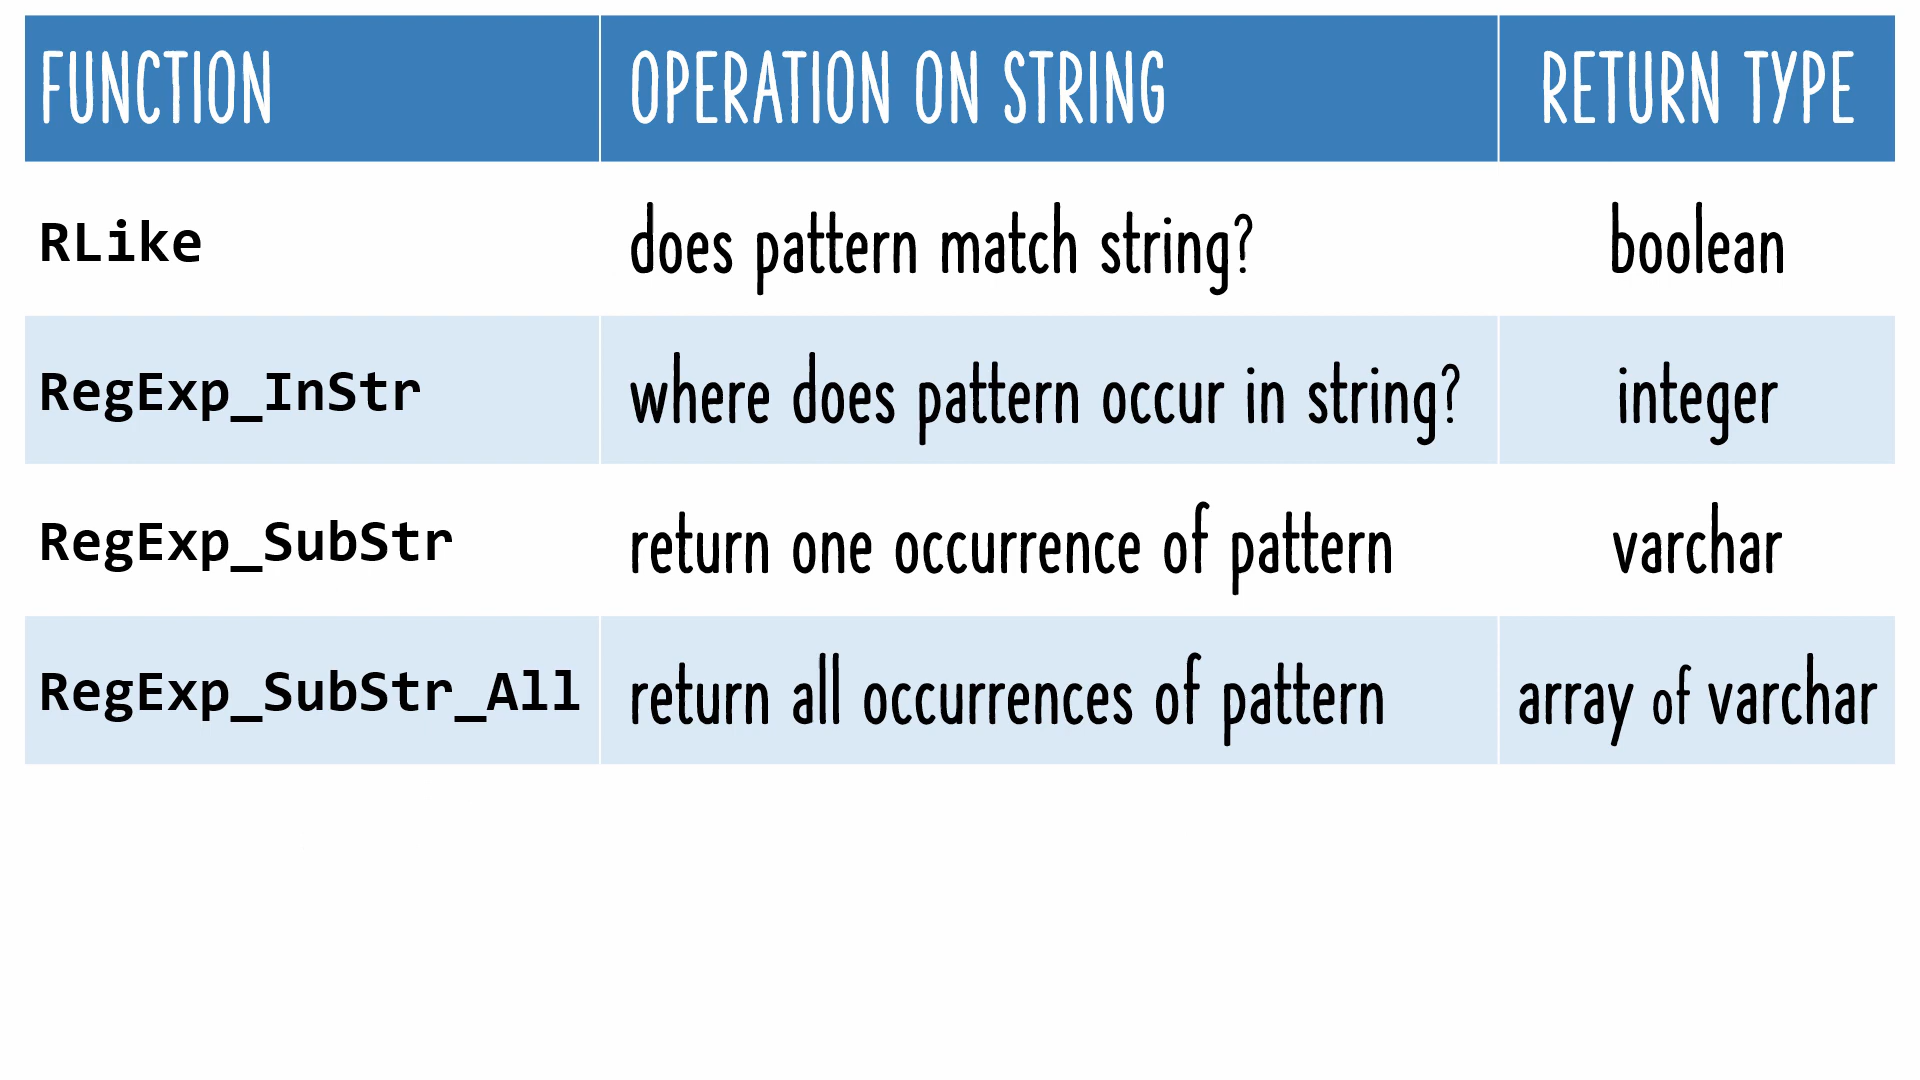 FUNCTION OPERATION ON STRING RETURN TYPE
RLike does pattern match string? boolean
RegExp_InStr where does pattern occur in string? integer
RegExp_SubStr return one occurrence of pattern varchar
RegExp_SubStr_All return all occurrences of pattern array of varchar